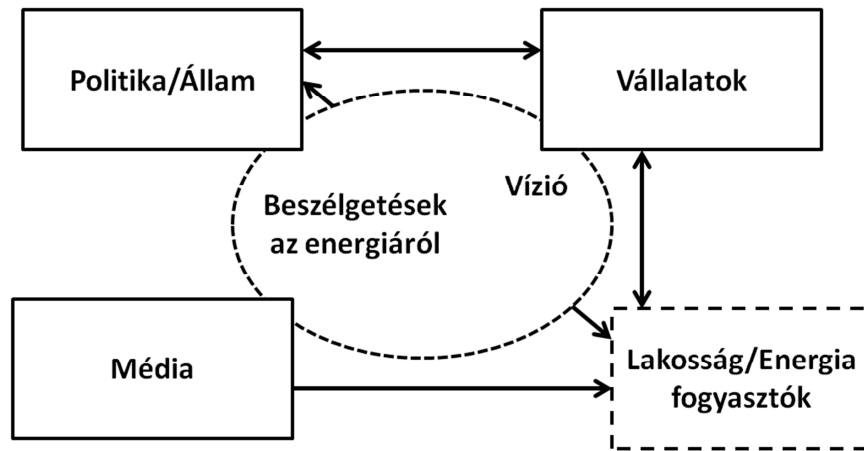 Politika/Állam
Vállalatok
Vízió
Beszélgetések
az energiáról
Média
Lakosság/Energia
fogyasztók